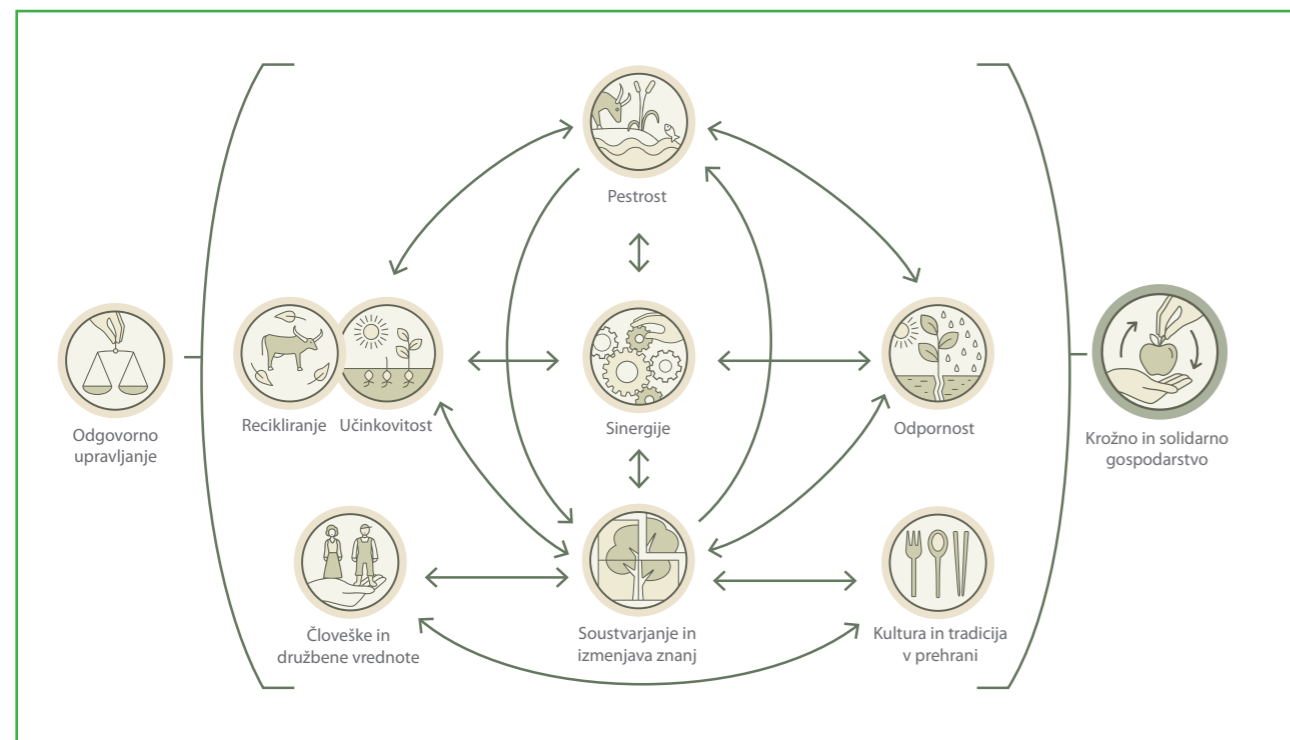 Pestrost
Odgovorno
upravljanje
Recikliranje
Učinkovitost
Sinergije
Odpornost
Krožno in solidarno
gospodarstvo
Človeške in
družbene vrednote
Soustvarjanje in
izmenjava znanj
Kultura in tradicija
v prehrani